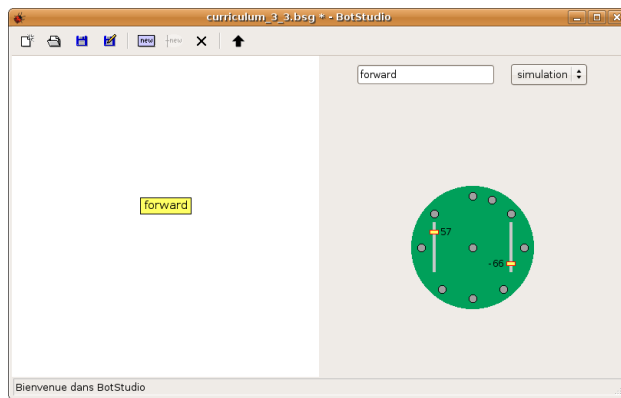 curriculum_3_3.bsg * - BotStudio
new
new
forward
simulation
forward
57
-66
Bienvenue dans BotStudio